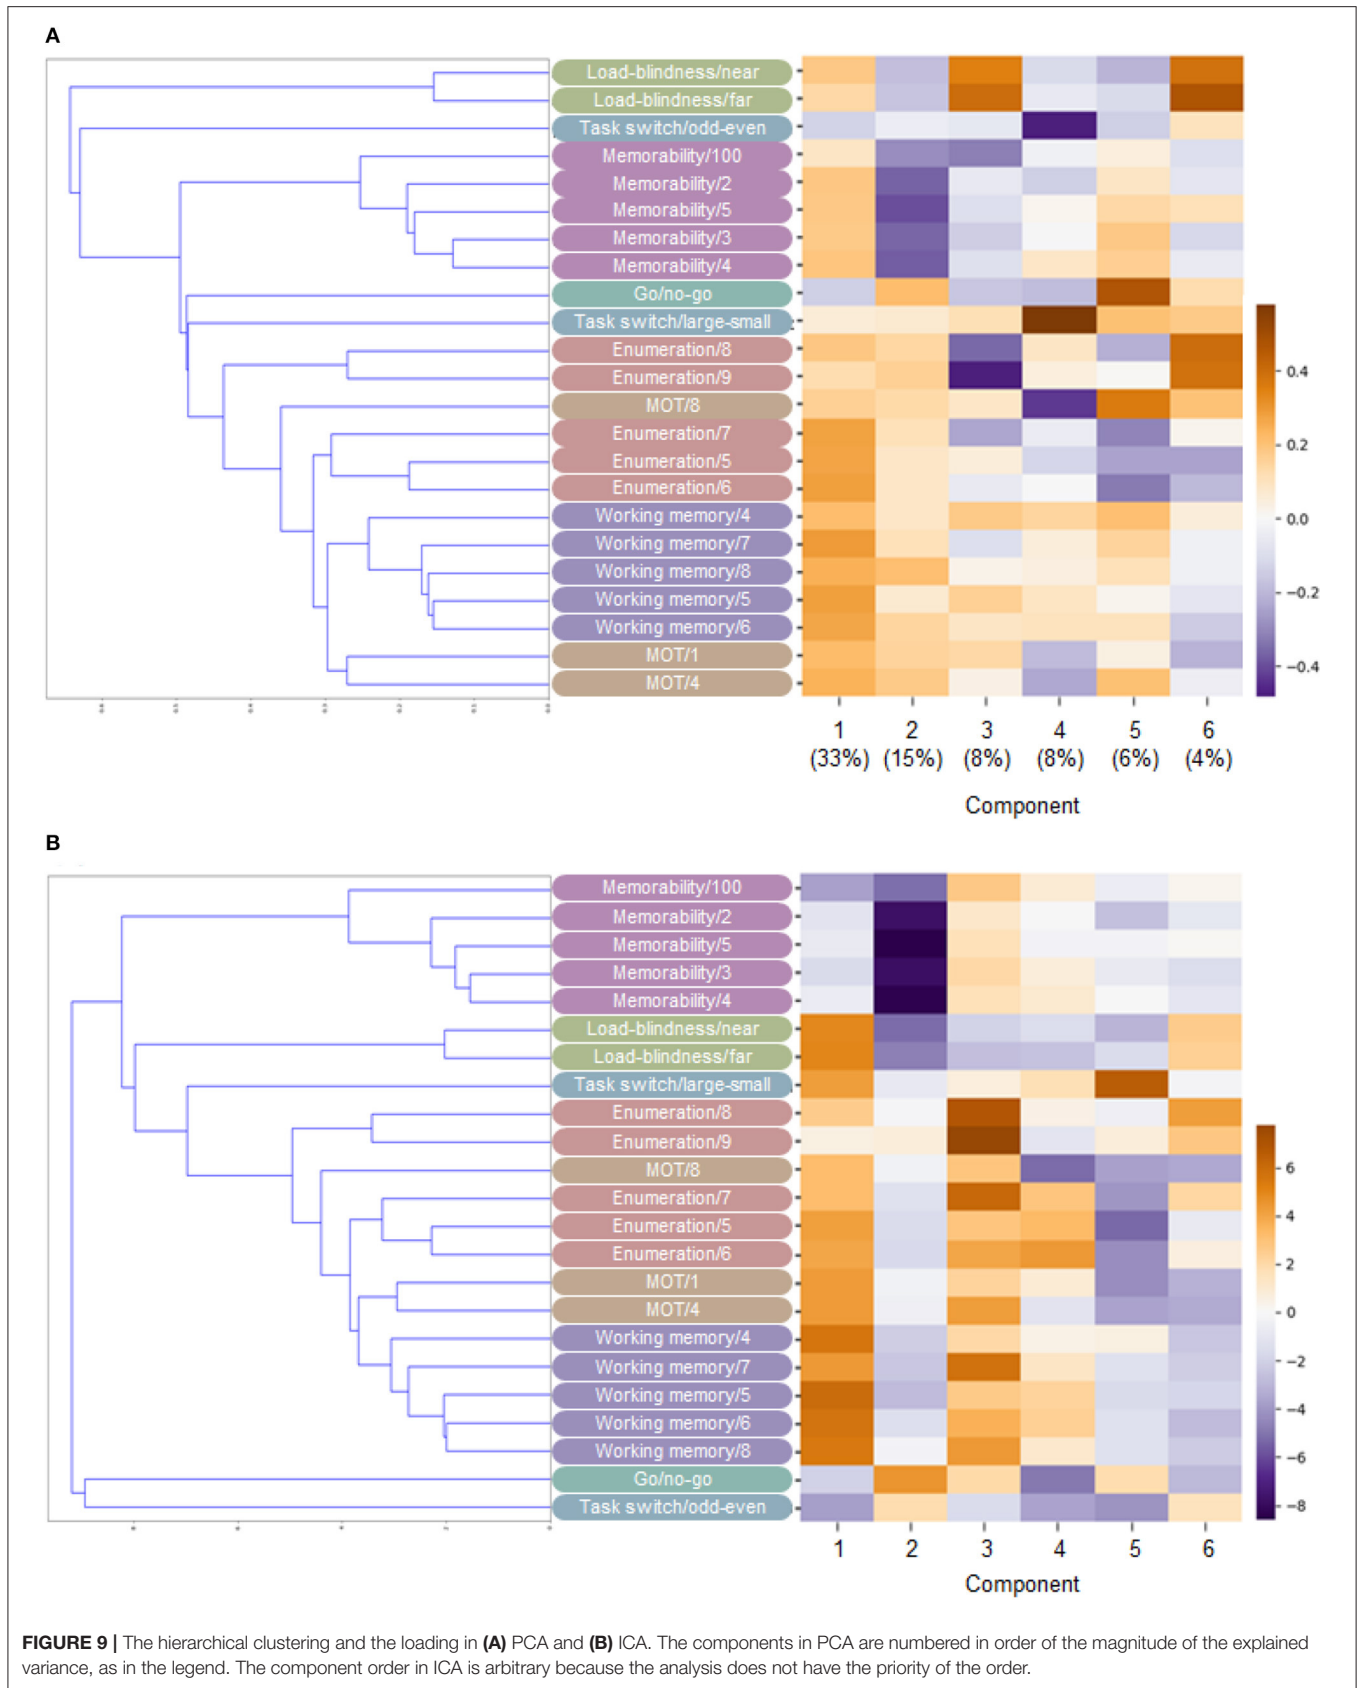 A
Load-blindness/near
Load-blindness/far
Task switch/odd-even
Memorability/100
Memorability/2
Memorability/5
Memorability/3
Memorability/4
Go/no-go
Task switch/large-small
Enumeration/8
Enumeration/9
MOT/8
Enumeration/7
Enumeration/5
Enumeration/6
Working memory/4
Working memory/7
Working memory/8
Working memory/5
Working memory/6
MOT/1
MOT/4
0.4
0.2
0.0
−0.2
−0.4
1 2 3 4 5 6
(33%) (15%) (8%) (8%) (6%) (4%)
Component
B
Memorability/100
Memorability/2
Memorability/5
Memorability/3
Memorability/4
Load-blindness/near
Load-blindness/far
Task switch/large-small
Enumeration/8
Enumeration/9
MOT/8
Enumeration/7
Enumeration/5
Enumeration/6
MOT/1
MOT/4
Working memory/4
Working memory/7
Working memory/5
Working memory/6
Working memory/8
Go/no-go
Task switch/odd-even
6
4
2
0
−2
−4
−6
−8
1 2 3 4 5 6
Component
FIGURE 9 | The hierarchical clustering and the loading in (A) PCA and (B) ICA. The components in PCA are numbered in order of the magnitude of the explained
variance, as in the legend. The component order in ICA is arbitrary because the analysis does not have the priority of the order.